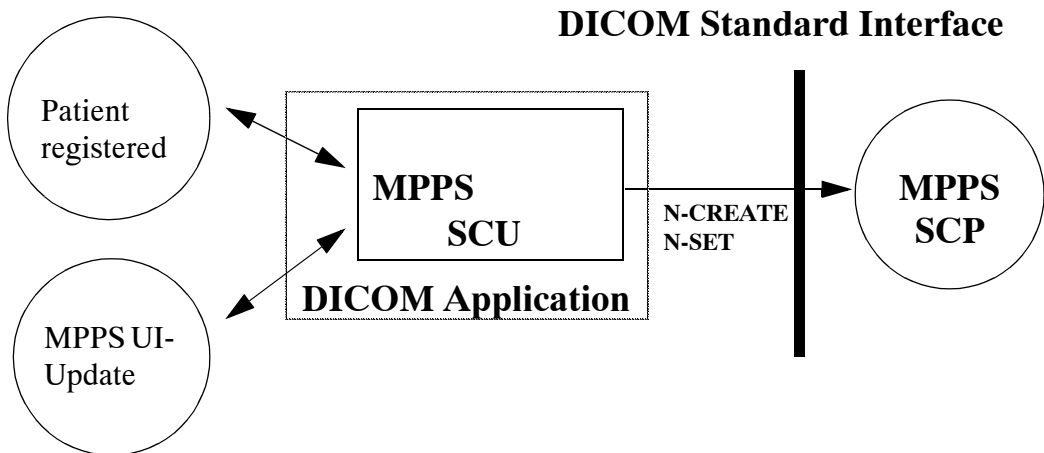 DICOM Standard Interface
Patient
registered
MPPS
SCU
DICOM Application
N-CREATE
N-SET
MPPS
SCP
MPPS UI-
Update